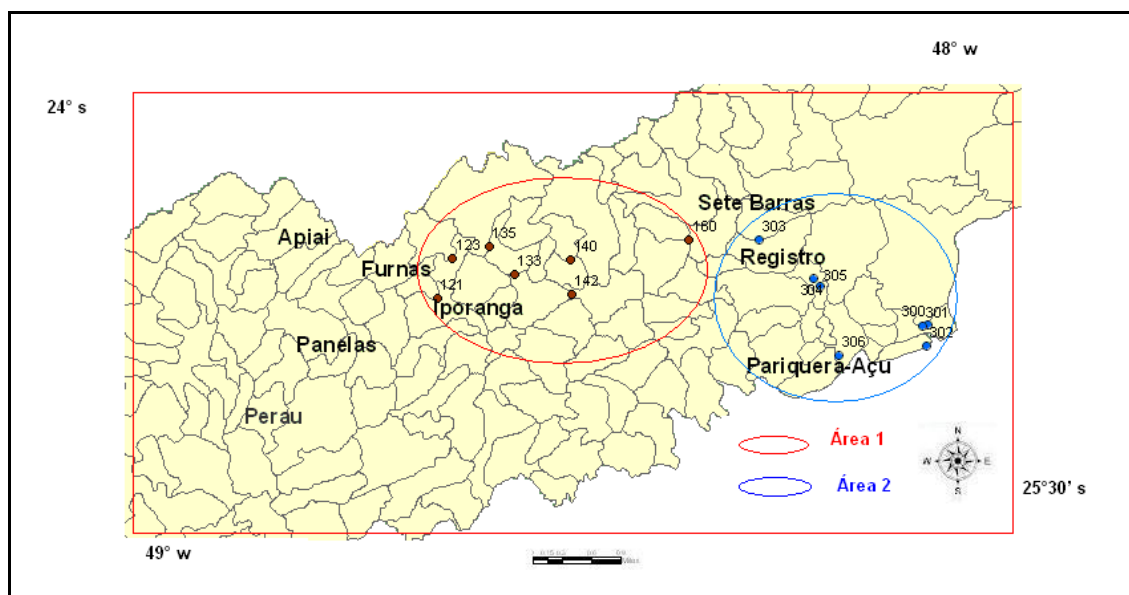 48° w
24° s
Sete Barras
Apiai
160
303
135
123
140
Registro
Furnas
133
305
121
142
304
Iporanga
300
301
Panelas
302
306
Pariquera-Açu
Perau
Área 1
N
W
E
Área 2
S
25°30' s
49° w